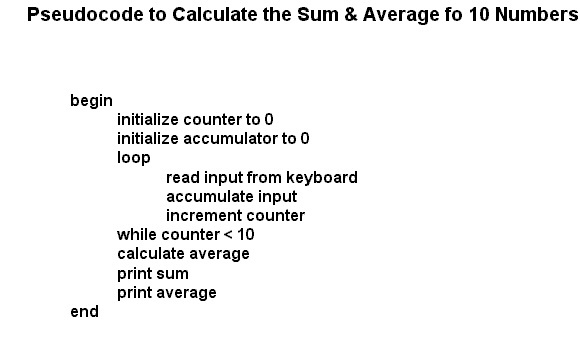 Pseudocode to Calculate the Sum & Average fo 10 Numbers
begin
initialize counter to 0
initialize accumulator to 0
loop
read input from keyboard
accumulate input
increment counter
while counter < 10
calculate average
print sum
print average
end